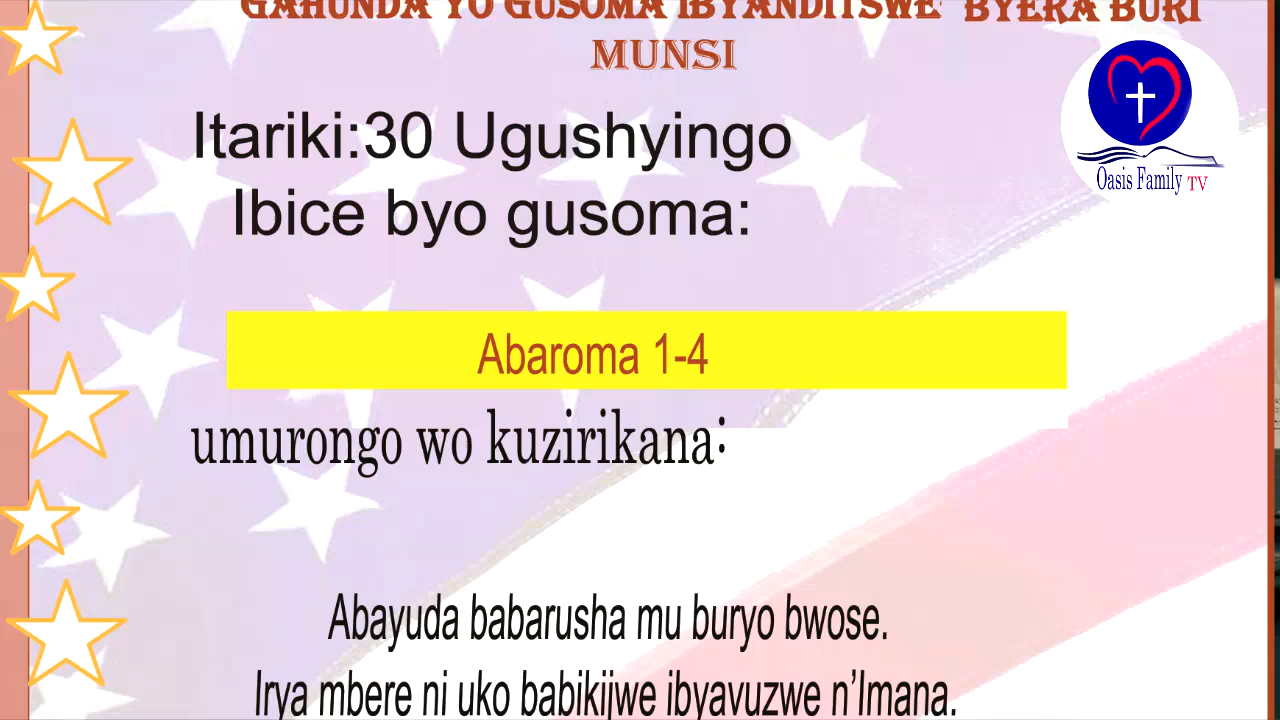 GAHUNDA YO GUSOMA IBYANDITSWE BYERA BURI
MUNSI
Itariki:30 Ugushyingo
Ibice byo gusoma:
Abaroma 1-4
umurongo wo kuzirikana:
Abayuda babarusha mu buryo bwose.
Irya mbere ni uko babikijwe ibyavuzwe n’Imana.
Oasis Family TV